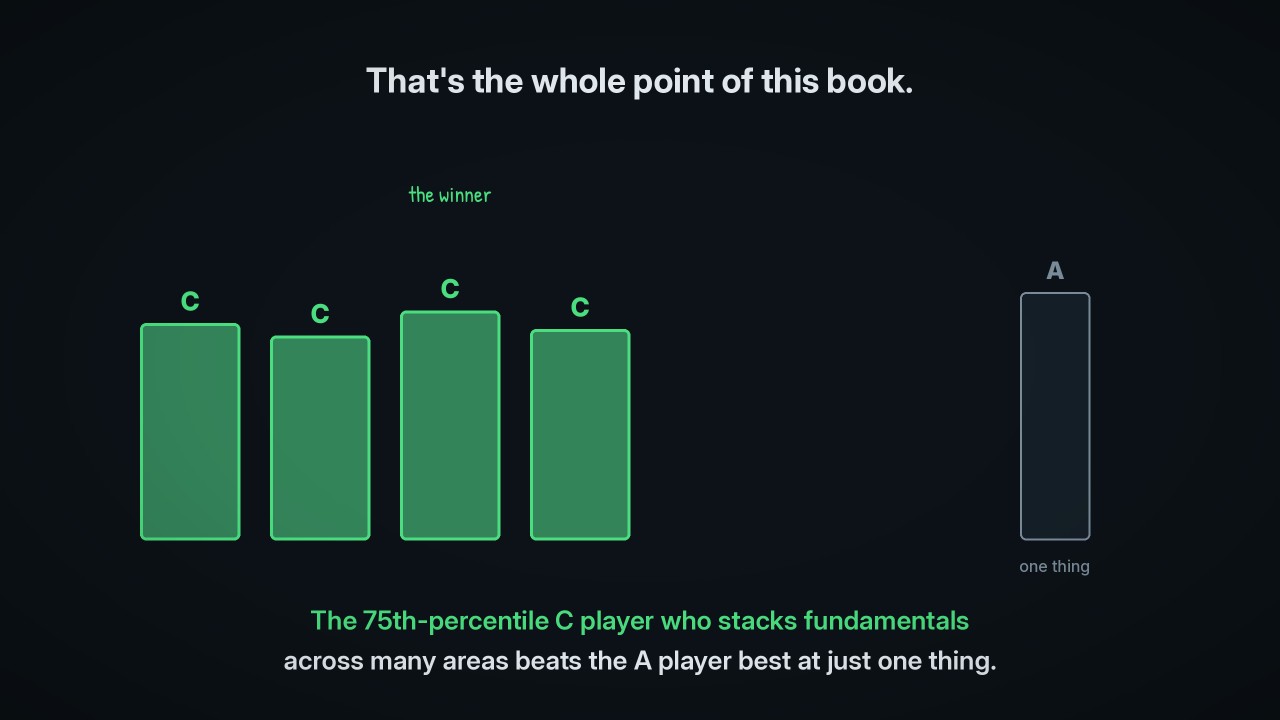 That's the whole point of this book.
the winner
C
C
C
C
A
one thing
The 75th-percentile C player who stacks fundamentals
across many areas beats the A player best at just one thing.